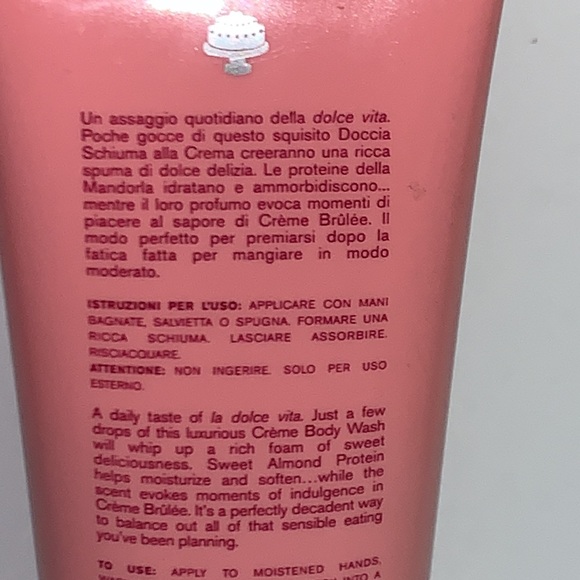 Un assaggio quotidiano della dolce vita.
Poche gocce di questo squisito Doccia
Schiuma alla Crema creeranno una ricca
spuma di dolce delizia. Le proteine della
Mandorla idratano e ammorbidiscono...
mentre il loro profumo evoca momenti di
piacere al sapore di Crème Brûlée. Il
modo perfetto per premiarsi dopo la
fatica fatta per mangiare in modo
moderato.
ISTRUZIONI PER L'USO: APPLICARE CON MANI
BAGNATE, SALVIETTA O SPUGNA. FORMARE UNA
RICCA SCHIUMA. LASCIARE ASSORBIRE.
RISCIACQUARE.
ATTENTIONE: NON INGERIRE. SOLO PER USO
ESTERNO.
A daily taste of la dolce vita. Just a few
drops of this luxurious Crème Body Wash
will whip up a rich foam of sweet
deliciousness. Sweet Almond Protein
helps moisturize and soften...while the
scent evokes moments of indulgence in
Crème Brûlée. It's a perfectly decadent way
to balance out all of that sensible eating
you've been planning.
TO USE: APPLY TO MOISTENED HANDS,
INTO A